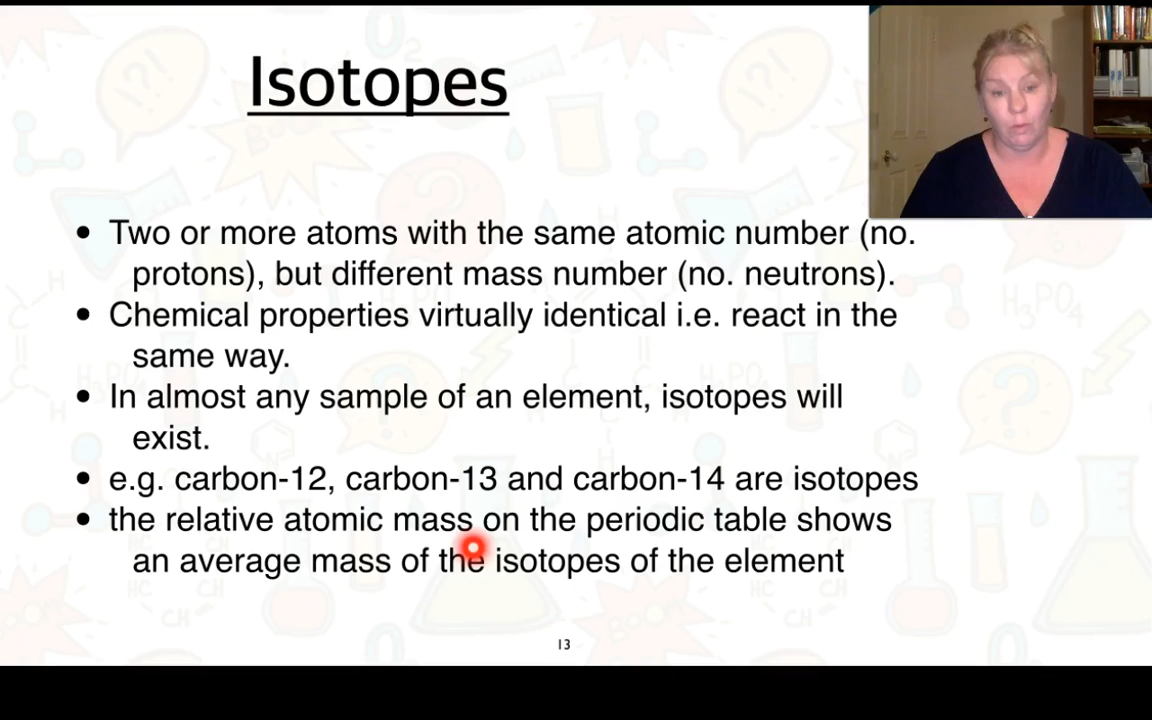 Isotopes
• Two or more atoms with the same atomic number (no.
protons), but different mass number (no. neutrons).
• Chemical properties virtually identical i.e. react in the
same way.
• In almost any sample of an element, isotopes will
exist.
• e.g. carbon-12, carbon-13 and carbon-14 are isotopes
• the relative atomic mass on the periodic table shows
an average mass of the isotopes of the element
13